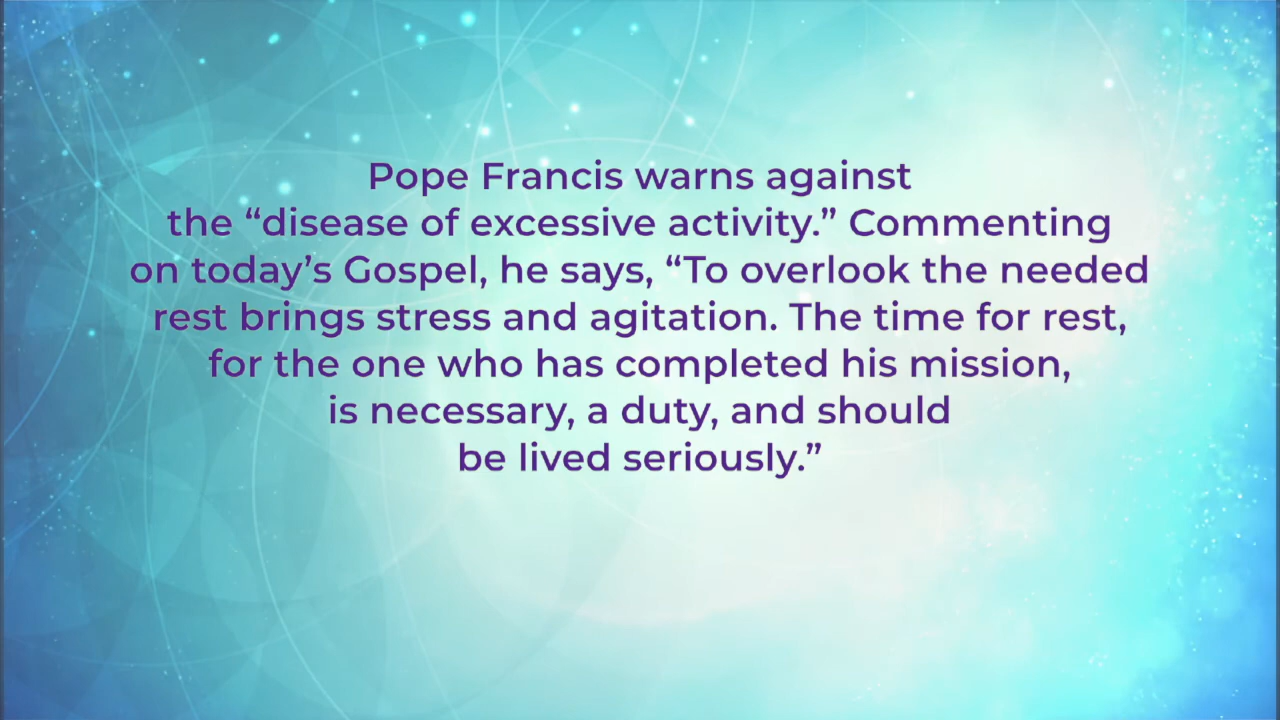 Pope Francis warns against
the “disease of excessive activity.” Commenting
on today’s Gospel, he says, “To overlook the needed
rest brings stress and agitation. The time for rest,
for the one who has completed his mission,
is necessary, a duty, and should
be lived seriously.”